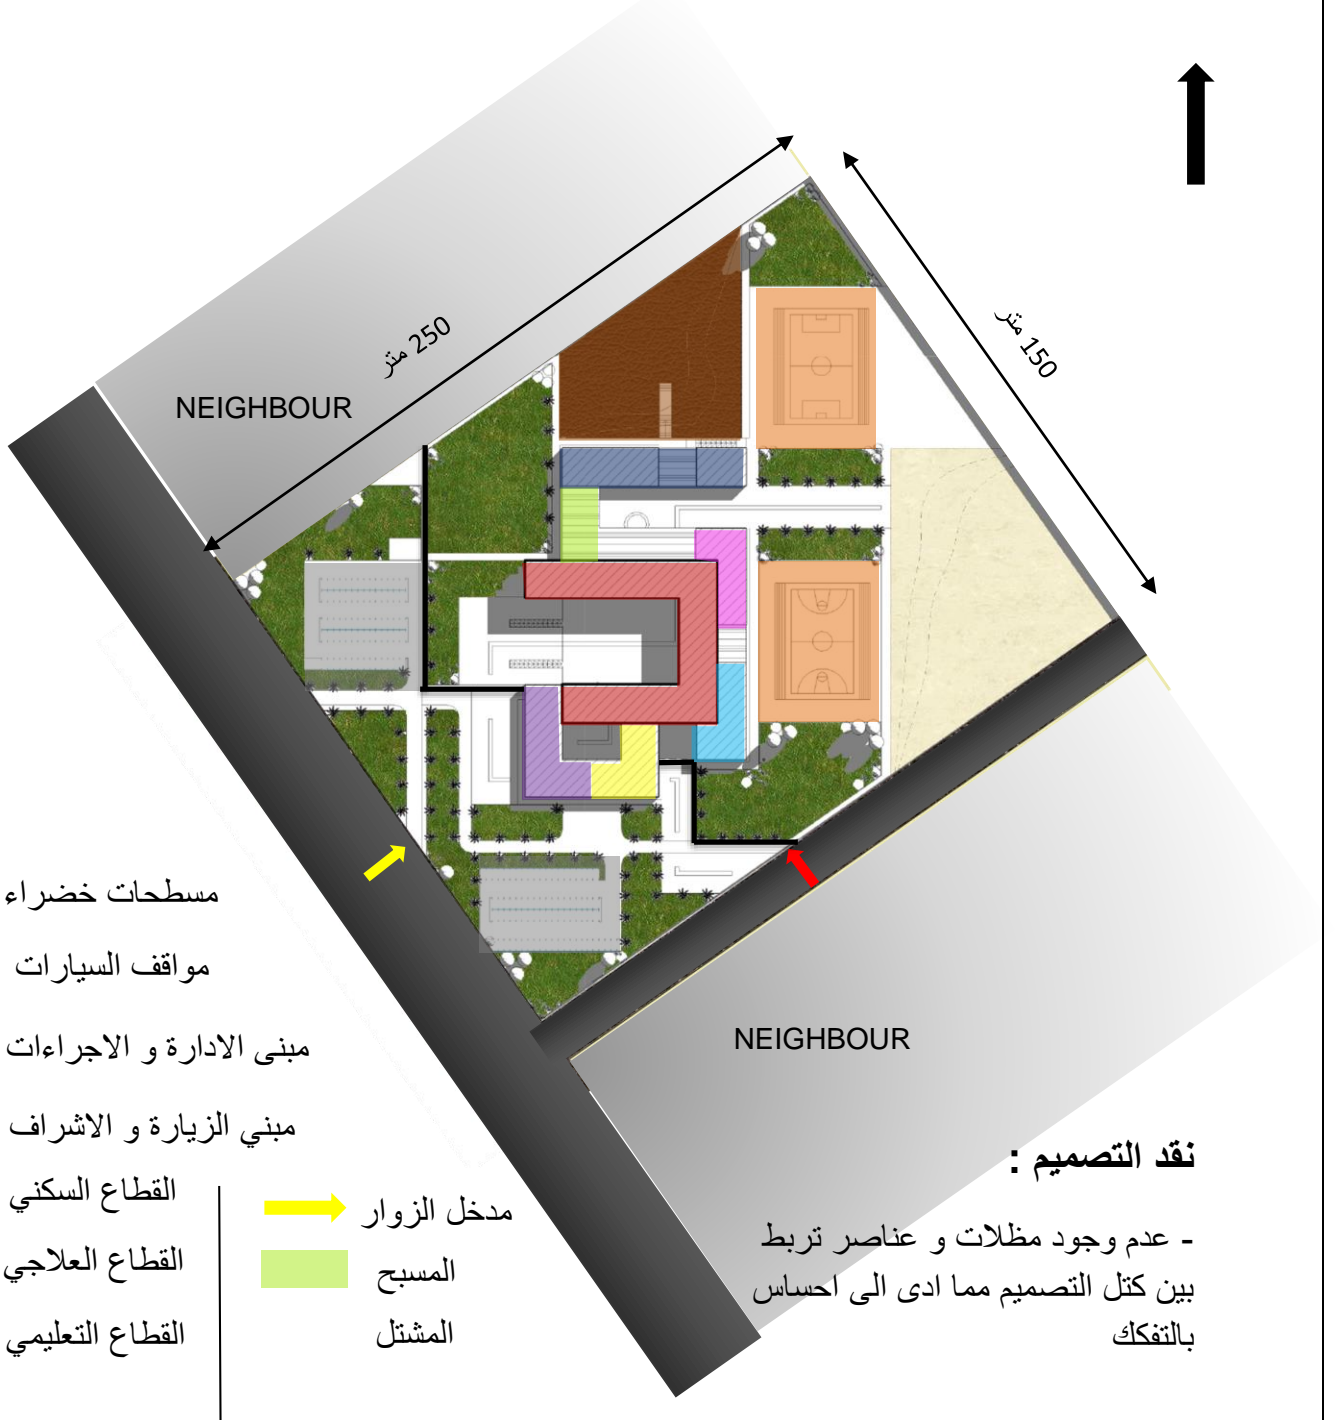 250 متر
150 متر
NEIGHBOUR
NEIGHBOUR
مسطحات خضراء
مواقف السيارات
مبنى الادارة و الاجراءات
مبني الزيارة و الاشراف
القطاع السكني
القطاع العلاجي
القطاع التعليمي
مدخل الزوار
المسبح
المشتل
نقد التصميم :
- عدم وجود مظلات و عناصر تربط
بين كتل التصميم مما ادى الى احساس
بالتفكك